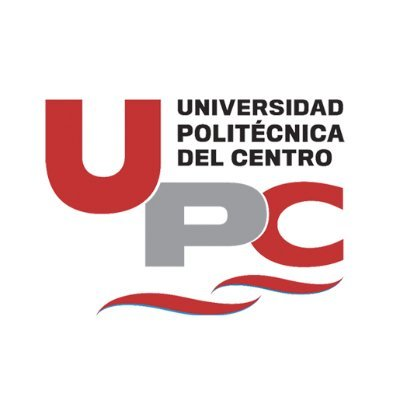 UNIVERSIDAD
POLITÉCNICA
DEL CENTRO
UPC